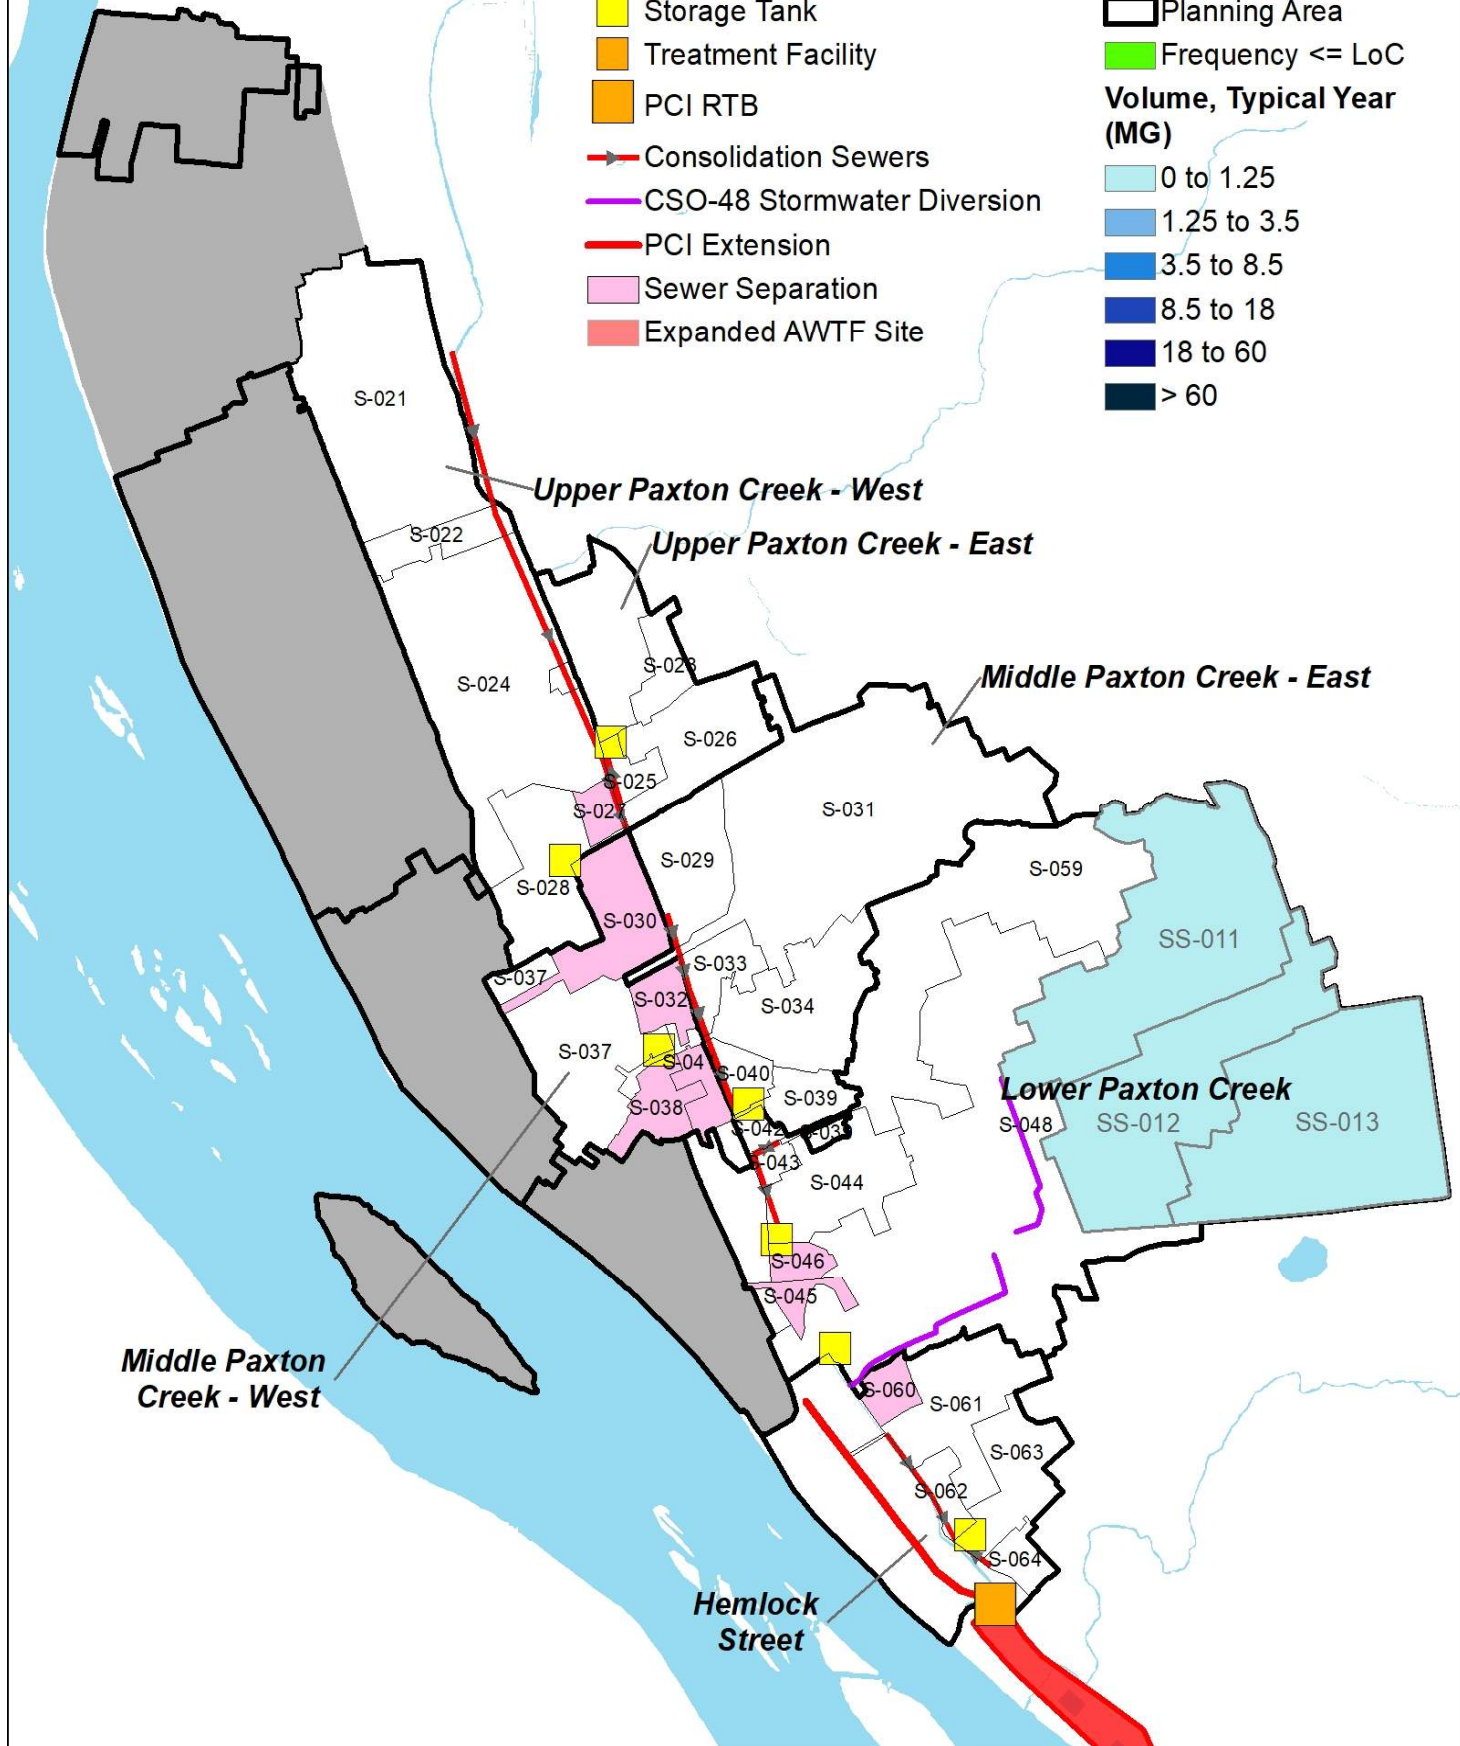 Storage Tank
Treatment Facility
PCI RTB
Consolidation Sewers
CSO-48 Stormwater Diversion
PCI Extension
Sewer Separation
Expanded AWTF Site
Planning Area
Frequency <= LoC
Volume, Typical Year
(MG)
0 to 1.25
1.25 to 3.5
3.5 to 8.5
8.5 to 18
18 to 60
> 60
S-021
Upper Paxton Creek - West
S-022
Upper Paxton Creek - East
S-023
S-024
Middle Paxton Creek - East
S-026
S-025
S-027
S-031
S-029
S-059
S-028
S-030
SS-011
S-033
S-037
S-032
S-034
S-037
S-04
S-040
Lower Paxton Creek
S-039
S-038
S-048
SS-012
SS-013
S-042
S-039
S-043
S-044
S-046
S-045
Middle Paxton
Creek - West
S-060
S-061
S-063
S-062
S-064
Hemlock
Street